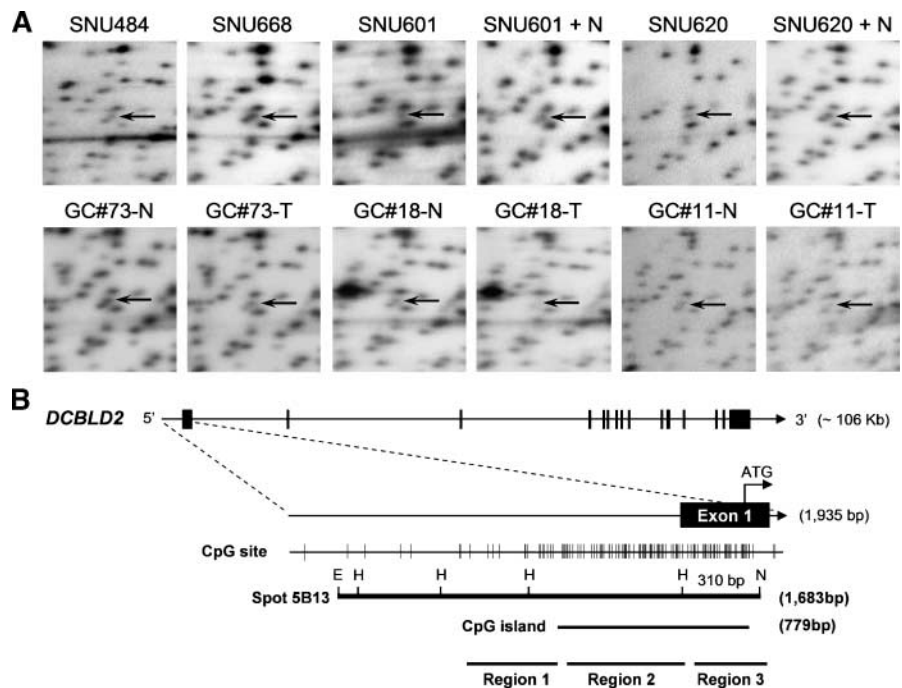 A
SNU484 SNU668 SNU601 SNU601 + N SNU620 SNU620 + N
GC#73-N GC#73-T GC#18-N GC#18-T GC#11-N GC#11-T
B
DCBLD2 5' 3' (~ 106 Kb)
ATG
Exon 1 (1,935 bp)
CpG site
E H H H H 310 bp N
Spot 5B13 (1,683bp)
CpG island (779bp)
Region 1 Region 2 Region 3